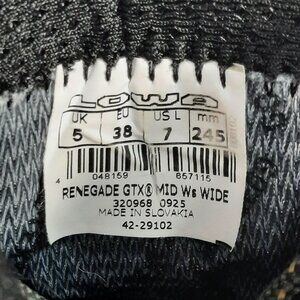 LOWA
UK EU US L mm
5 38 7 245
4 048159 857115
RENEGADE GTX® MID Ws WIDE
320968 0925
MADE IN SLOVAKIA
42-29102